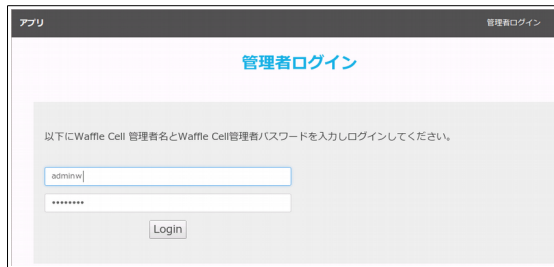 アプリ
管理者ログイン
管理者ログイン
以下にWaffle Cell 管理者名とWaffle Cell管理者パスワードを入力しログインしてください。
adminw
••••••••
Login